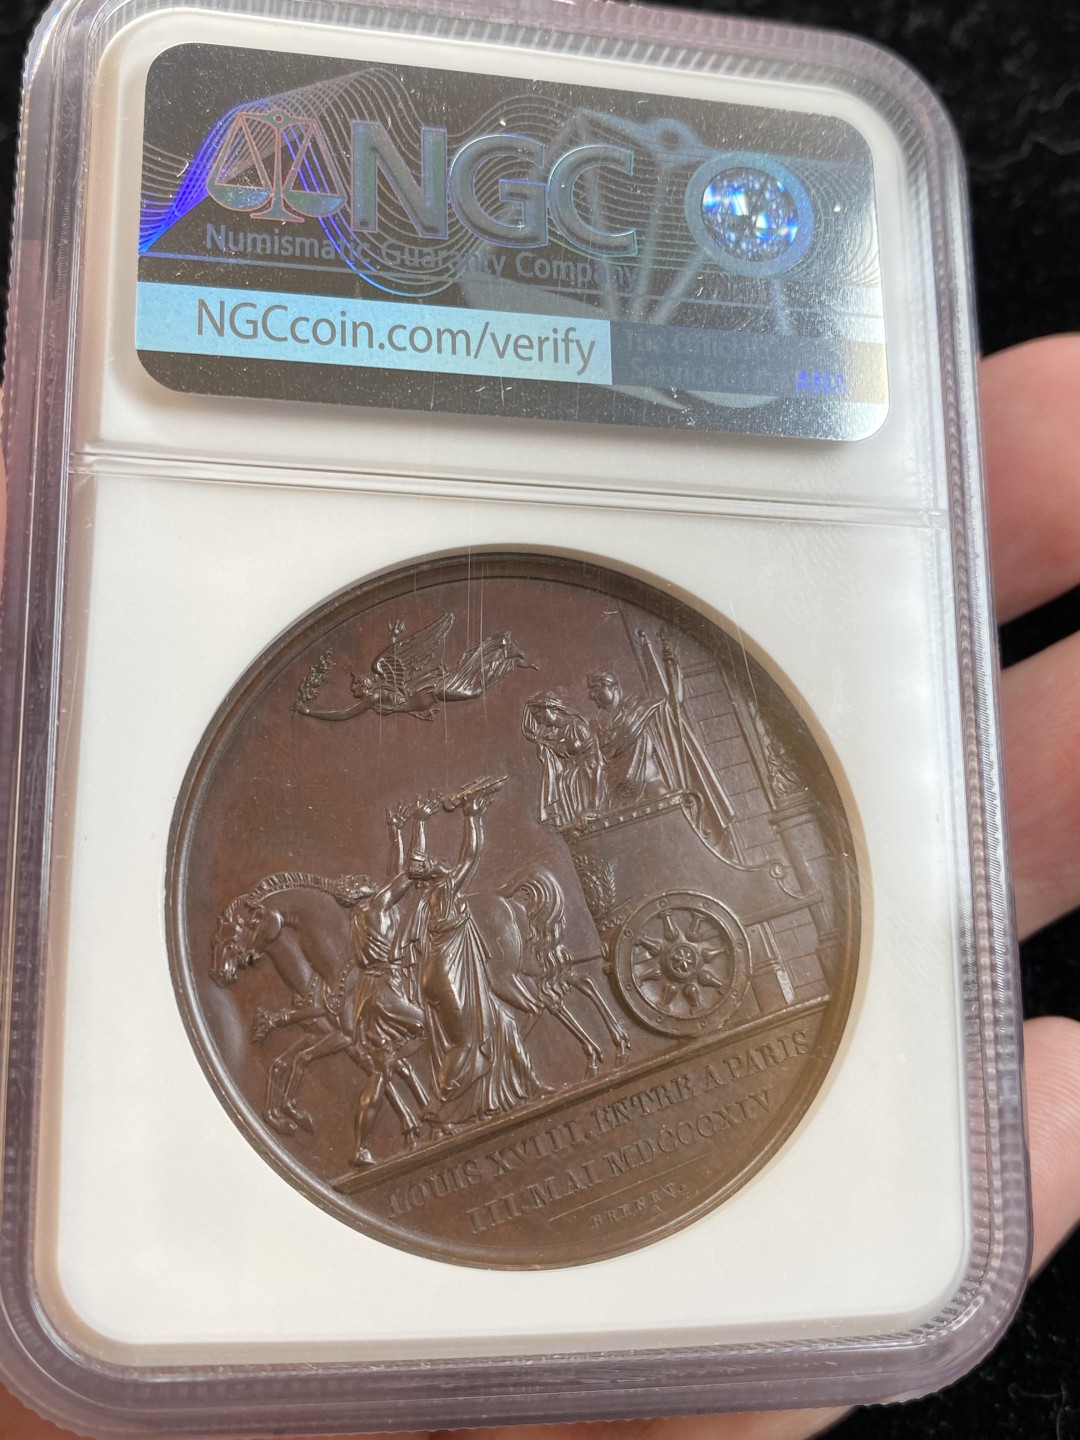 NGC
Numismatic Guaranty Company
NGCcoin.com/verify
LOUIS XVIII. ENTRE A PARIS
III. MAI MDCCCXIV